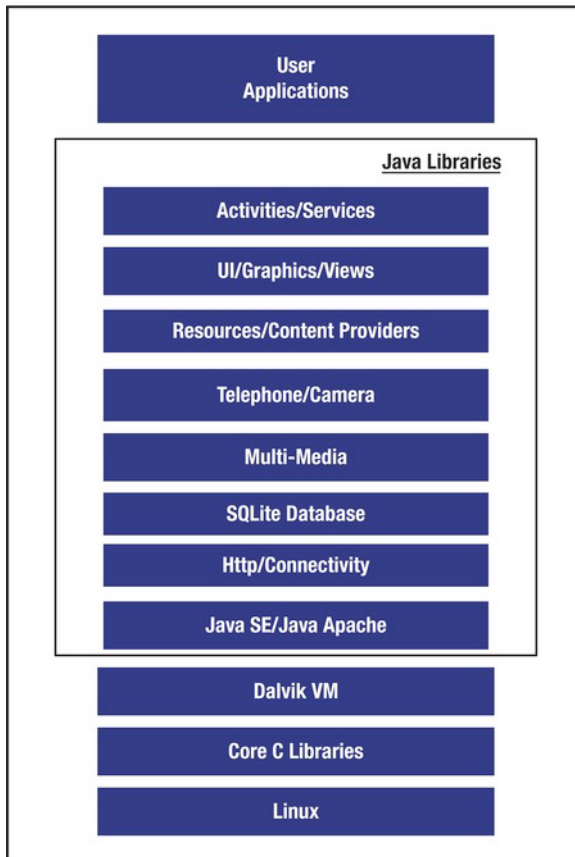 User
Applications
Java Libraries
Activities/Services
UI/Graphics/Views
Resources/Content Providers
Telephone/Camera
Multi-Media
SQLite Database
Http/Connectivity
Java SE/Java Apache
Dalvik VM
Core C Libraries
Linux